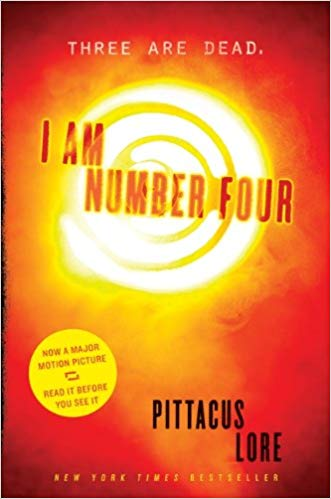 THREE ARE DEAD.
I AM
NUMBER FOUR
NOW A MAJOR
MOTION PICTURE
READ IT BEFORE
YOU SEE IT
PITTACUS
LORE
NEW YORK TIMES BESTSELLER